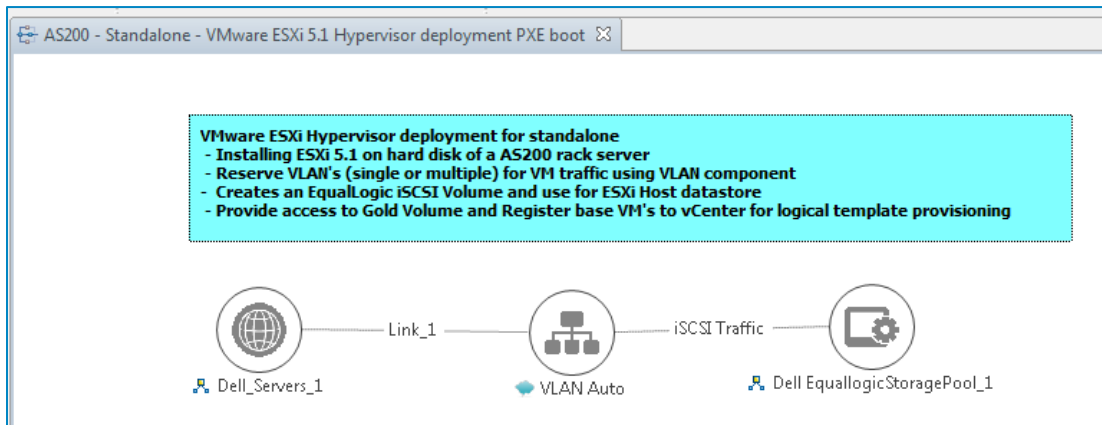 AS200 - Standalone - VMware ESXi 5.1 Hypervisor deployment PXE boot
VMware ESXi Hypervisor deployment for standalone
- Installing ESXi 5.1 on hard disk of a AS200 rack server
- Reserve VLAN's (single or multiple) for VM traffic using VLAN component
- Creates an EqualLogic iSCSI Volume and use for ESXi Host datastore
- Provide access to Gold Volume and Register base VM's to vCenter for logical template provisioning
Link_1
iSCSI Traffic
Dell_Servers_1
VLAN Auto
Dell EquallogicStoragePool_1